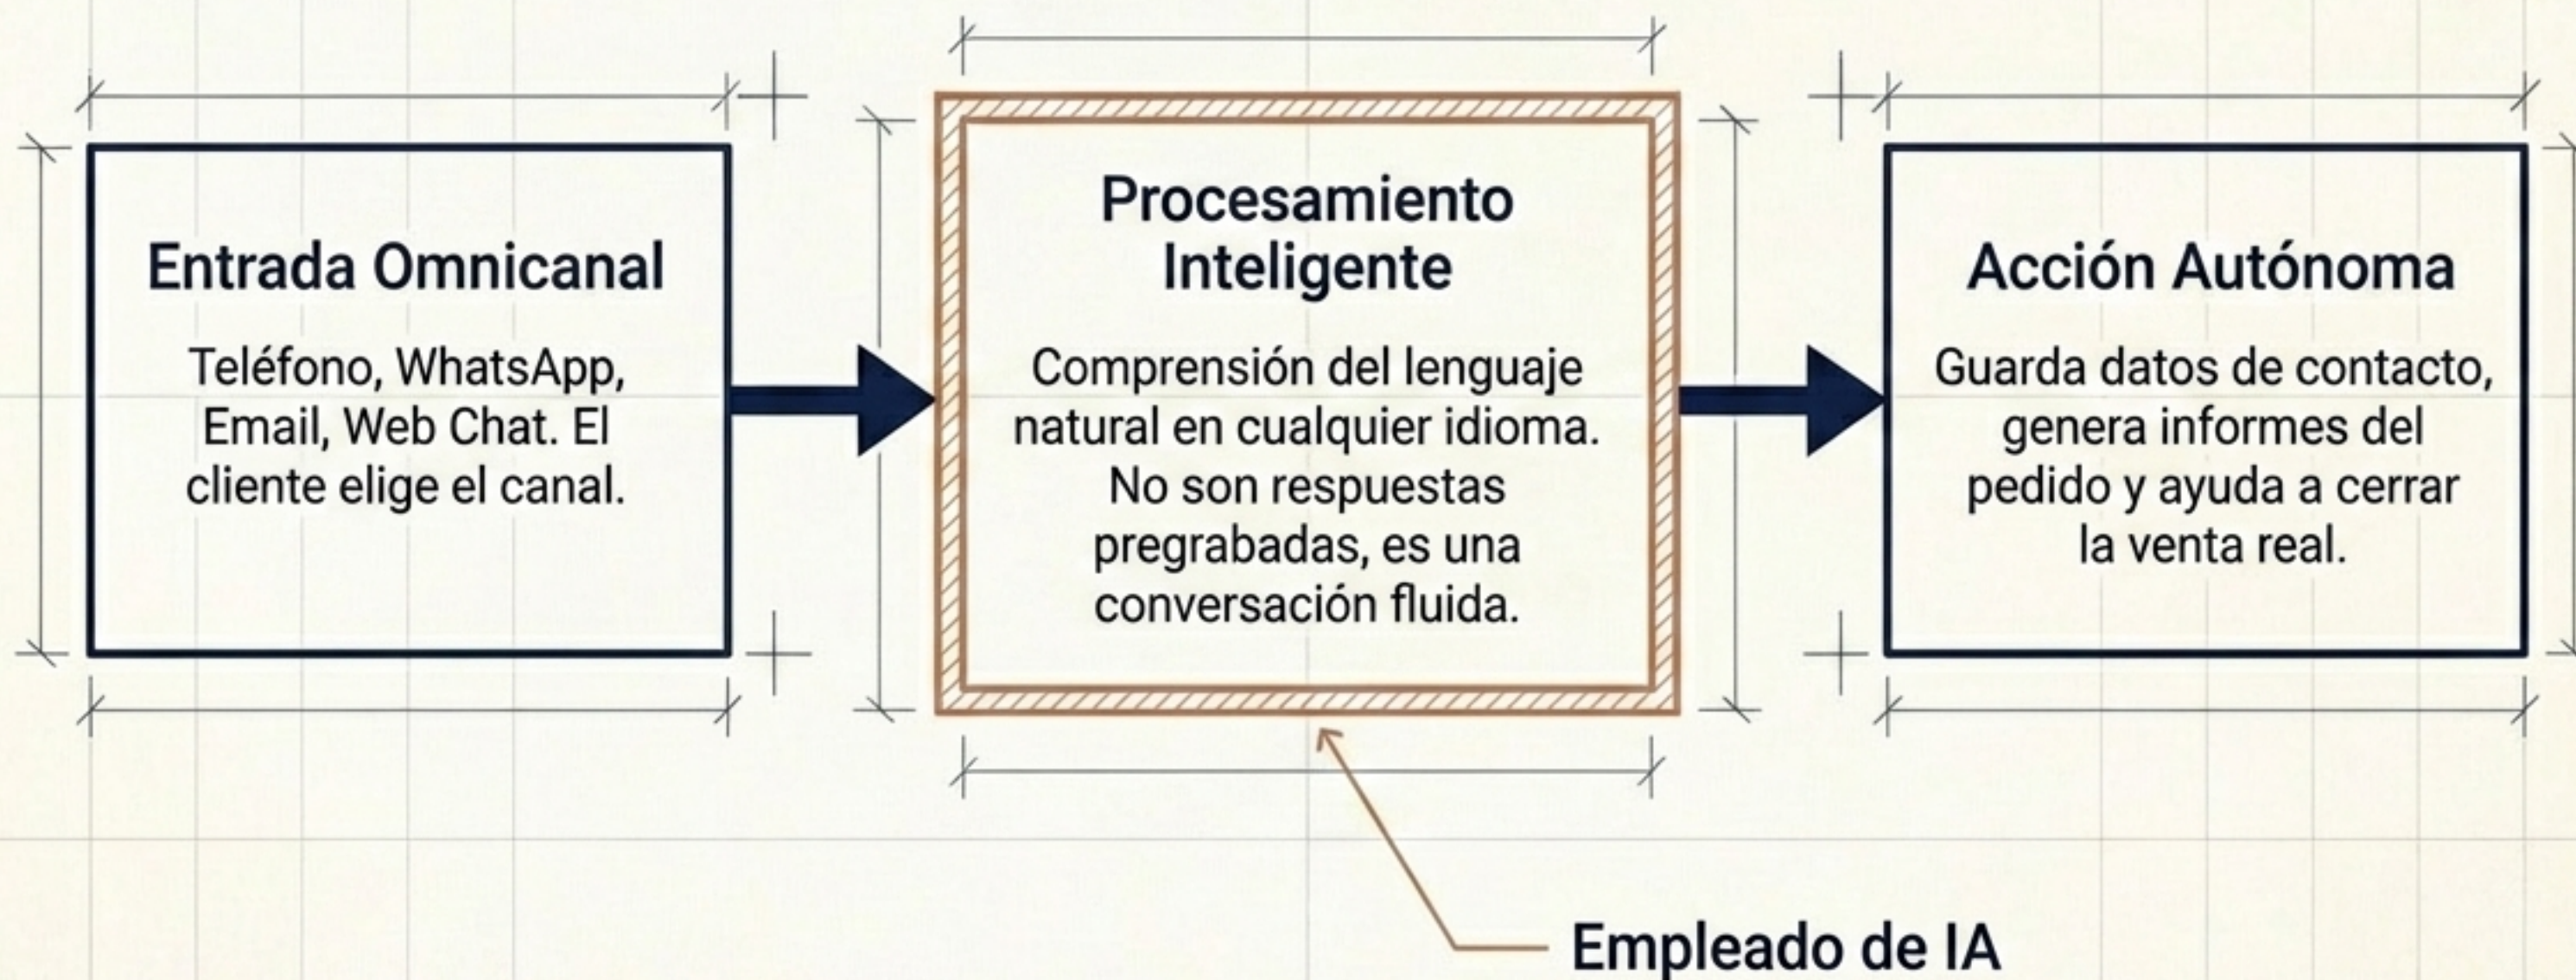 Entrada Omnicanal
Teléfono, WhatsApp,
Email, Web Chat. El
cliente elige el canal.
Procesamiento
Inteligente
Comprensión del lenguaje
natural en cualquier idioma.
No son respuestas
pregrabadas, es una
conversación fluida.
Acción Autónoma
Guarda datos de contacto,
genera informes del
pedido y ayuda a cerrar
la venta real.
Empleado de IA